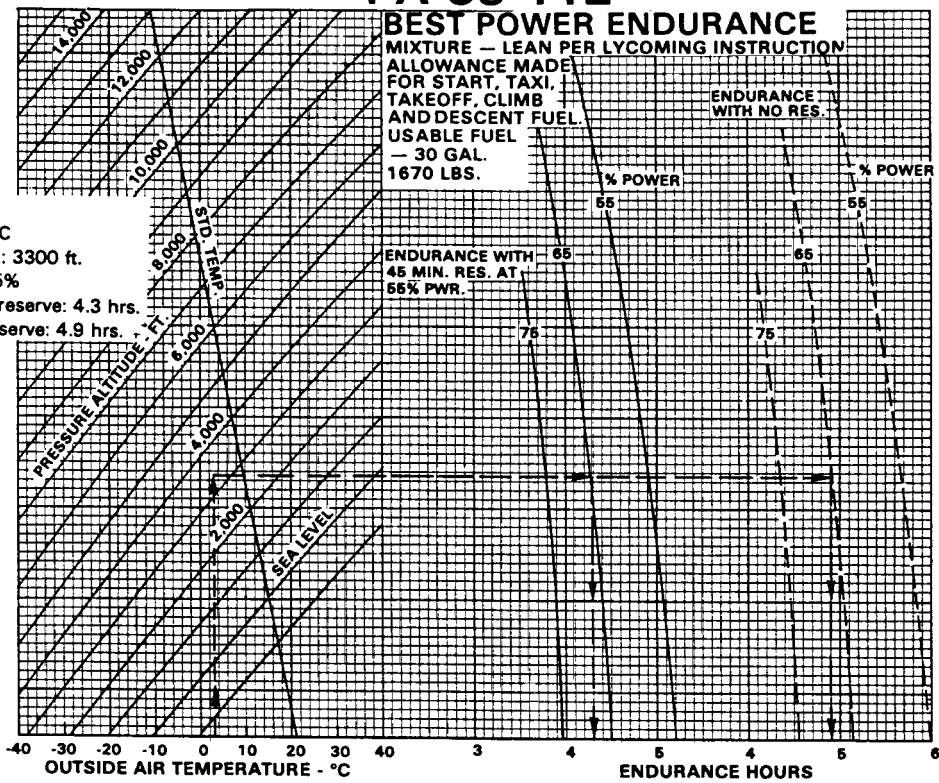 BEST POWER ENDURANCE
MIXTURE — LEAN PER LYCOMING INSTRUCTION
ALLOWANCE MADE
FOR START, TAXI,
TAKEOFF, CLIMB
AND DESCENT FUEL.
USABLE FUEL
— 30 GAL.
1670 LBS.
14,000
12,000
10,000
8,000
6,000
4,000
2,000
SEA LEVEL
STD. TEMP.
PRESSURE ALTITUDE - FT.
C
: 3300 ft.
5%
reserve: 4.3 hrs.
serve: 4.9 hrs.
ENDURANCE WITH
45 MIN. RES. AT
55% PWR.
% POWER
55
65
75
ENDURANCE
WITH NO RES.
% POWER
55
65
75
-40 -30 -20 -10 0 10 20 30 40 3 4 5 4 5 6
OUTSIDE AIR TEMPERATURE - °C
ENDURANCE HOURS